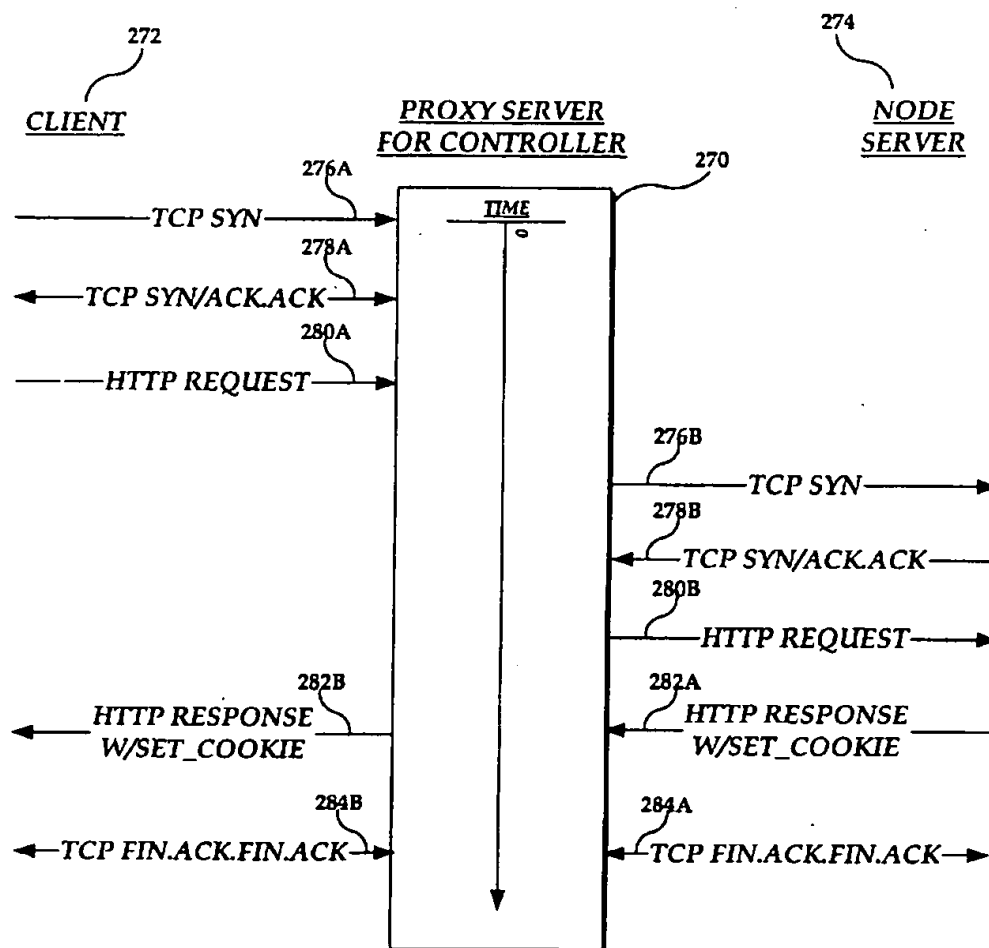 272
274
CLIENT
PROXY SERVER
FOR CONTROLLER
NODE
SERVER
270
276A
TCP SYN
TIME
0
278A
TCP SYN/ACK.ACK
280A
HTTP REQUEST
276B
TCP SYN
278B
TCP SYN/ACK.ACK
280B
HTTP REQUEST
282B
HTTP RESPONSE
W/SET_COOKIE
282A
HTTP RESPONSE
W/SET_COOKIE
284B
TCP FIN.ACK.FIN.ACK
284A
TCP FIN.ACK.FIN.ACK